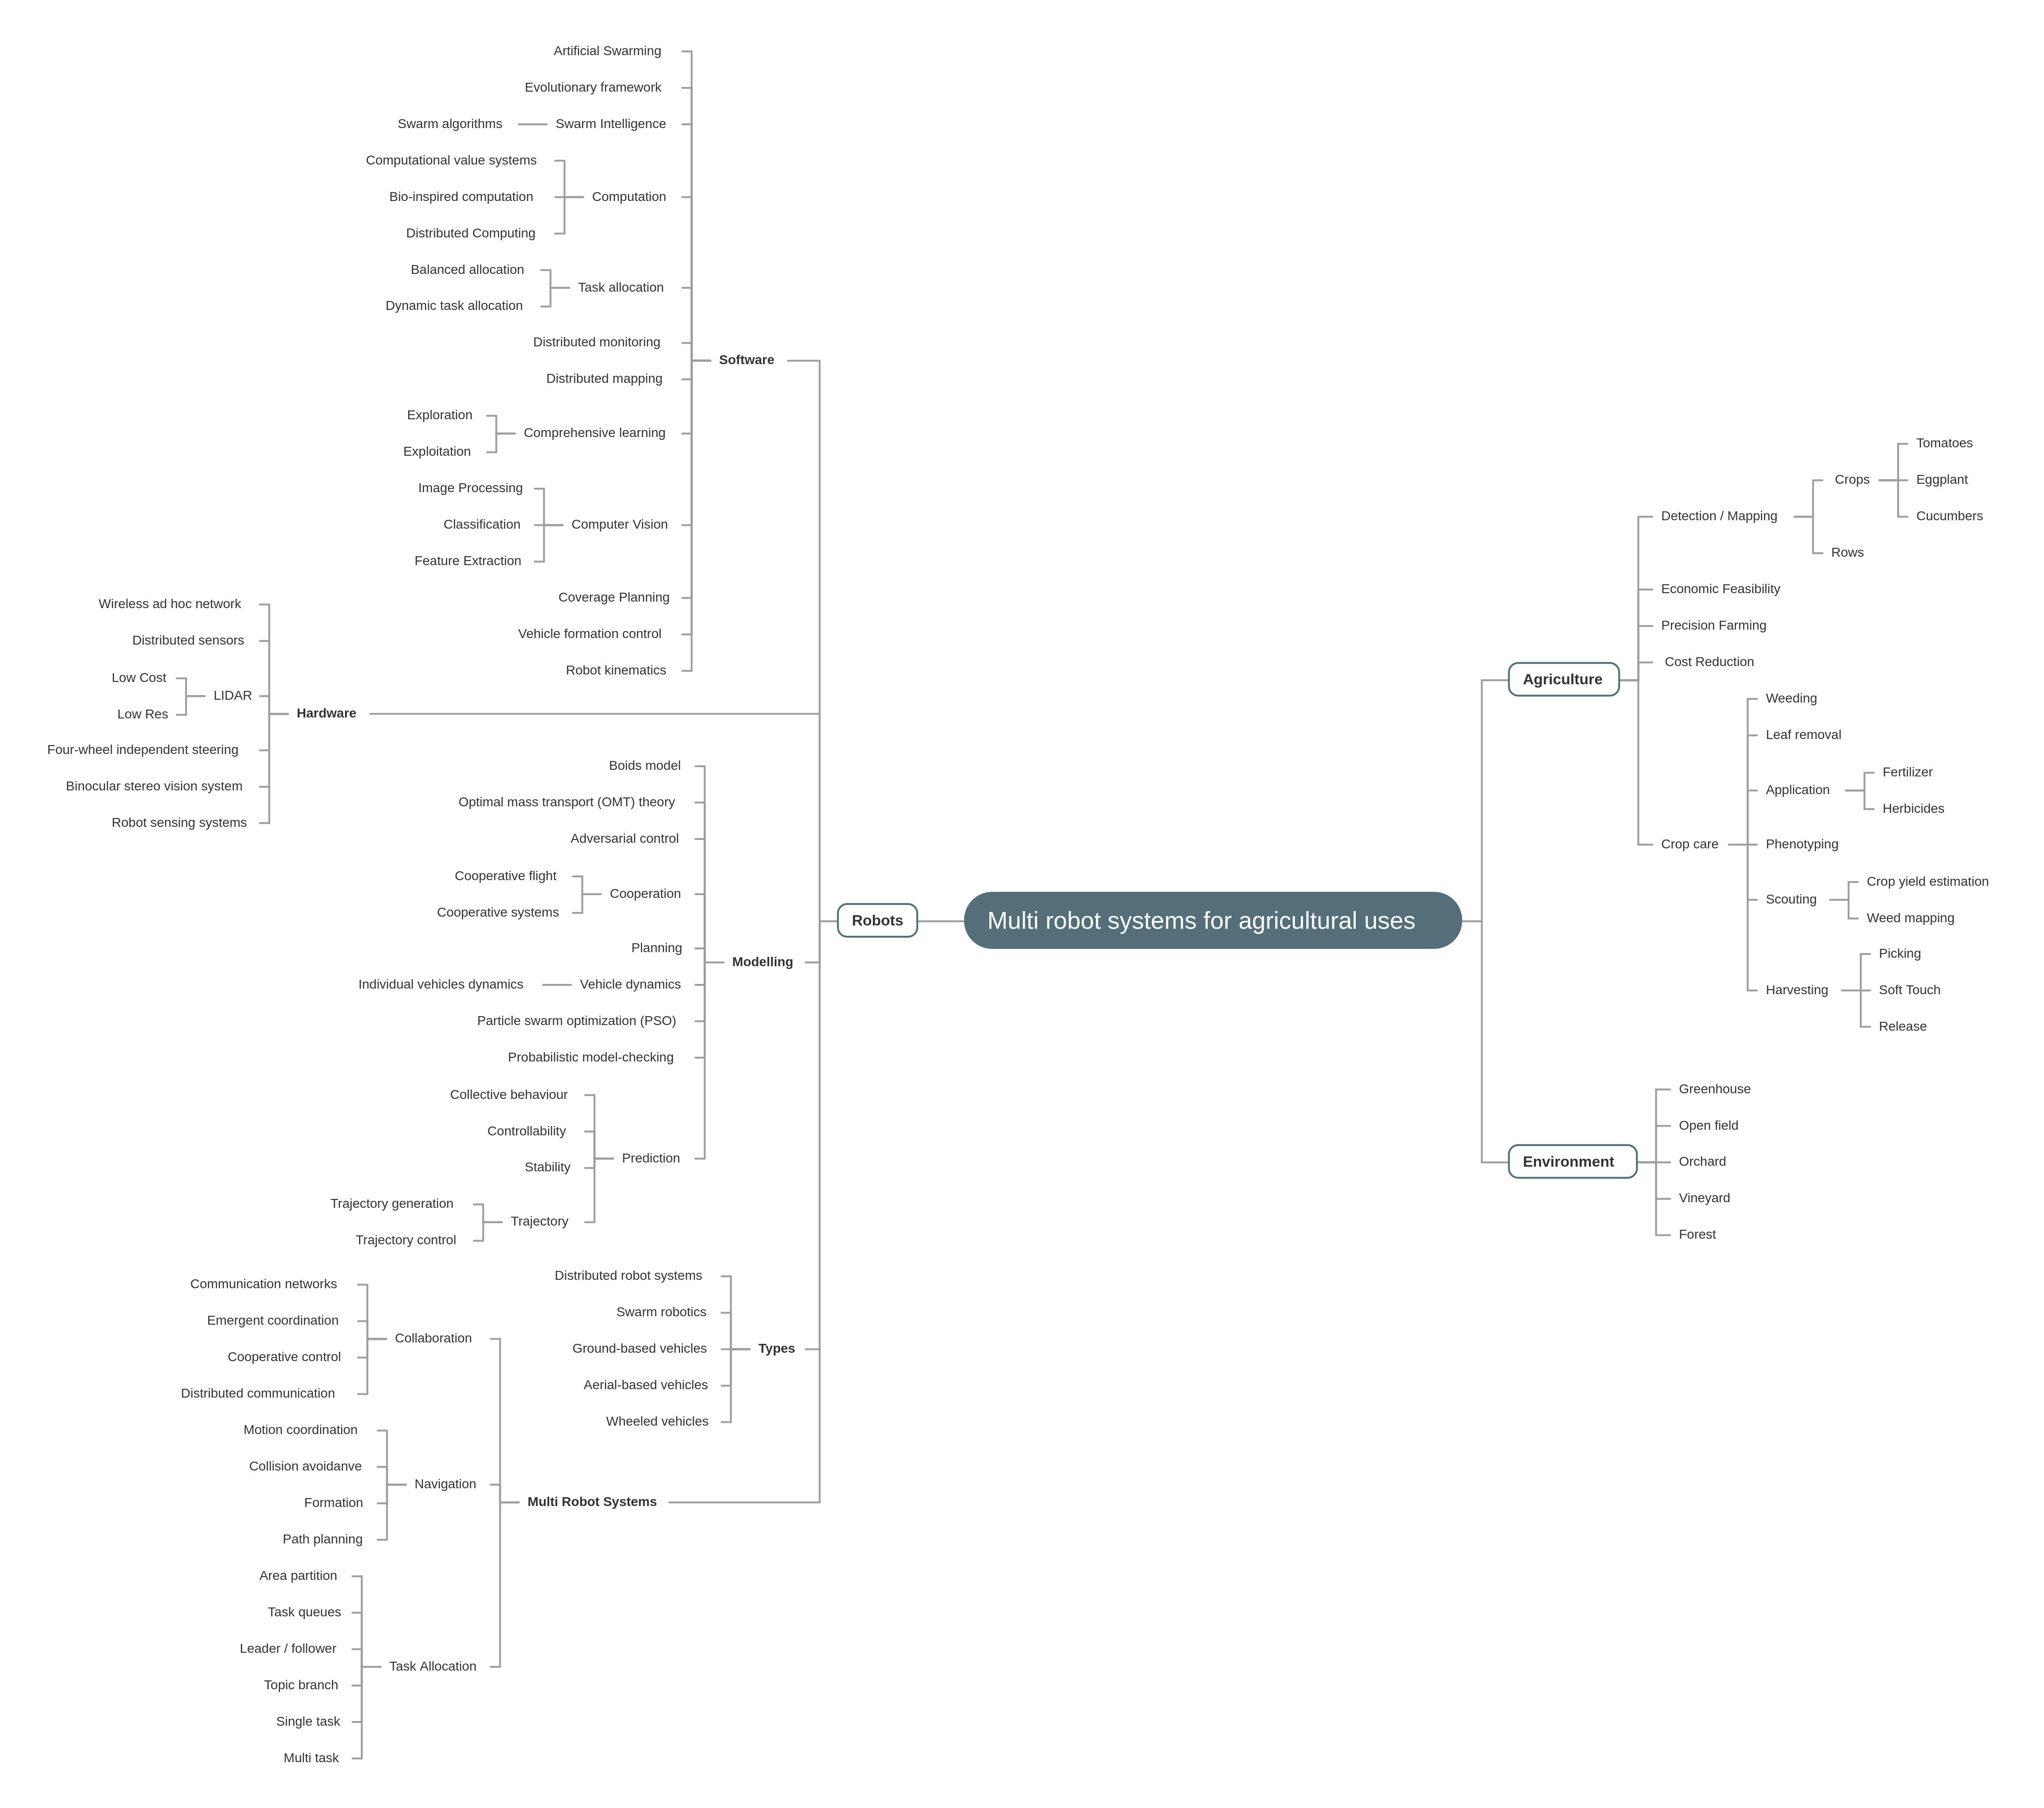 Artificial Swarming
Evolutionary framework
Swarm algorithms
Swarm Intelligence
Computational value systems
Bio-inspired computation
Computation
Distributed Computing
Balanced allocation
Task allocation
Dynamic task allocation
Distributed monitoring
Software
Distributed mapping
Exploration
Comprehensive learning
Exploitation
Image Processing
Classification
Computer Vision
Feature Extraction
Coverage Planning
Vehicle formation control
Robot kinematics
Wireless ad hoc network
Distributed sensors
Low Cost
LIDAR
Low Res
Hardware
Four-wheel independent steering
Binocular stereo vision system
Robot sensing systems
Boids model
Optimal mass transport (OMT) theory
Adversarial control
Cooperative flight
Cooperation
Cooperative systems
Planning
Modelling
Individual vehicles dynamics
Vehicle dynamics
Particle swarm optimization (PSO)
Probabilistic model-checking
Collective behaviour
Controllability
Prediction
Stability
Trajectory generation
Trajectory
Trajectory control
Distributed robot systems
Swarm robotics
Ground-based vehicles
Types
Aerial-based vehicles
Wheeled vehicles
Communication networks
Emergent coordination
Collaboration
Cooperative control
Distributed communication
Motion coordination
Collision avoidanve
Navigation
Formation
Path planning
Multi Robot Systems
Area partition
Task queues
Leader / follower
Task Allocation
Topic branch
Single task
Multi task
Robots
Multi robot systems for agricultural uses
Agriculture
Detection / Mapping
Crops
Tomatoes
Eggplant
Cucumbers
Rows
Economic Feasibility
Precision Farming
Cost Reduction
Crop care
Weeding
Leaf removal
Application
Fertilizer
Herbicides
Phenotyping
Scouting
Crop yield estimation
Weed mapping
Harvesting
Picking
Soft Touch
Release
Environment
Greenhouse
Open field
Orchard
Vineyard
Forest